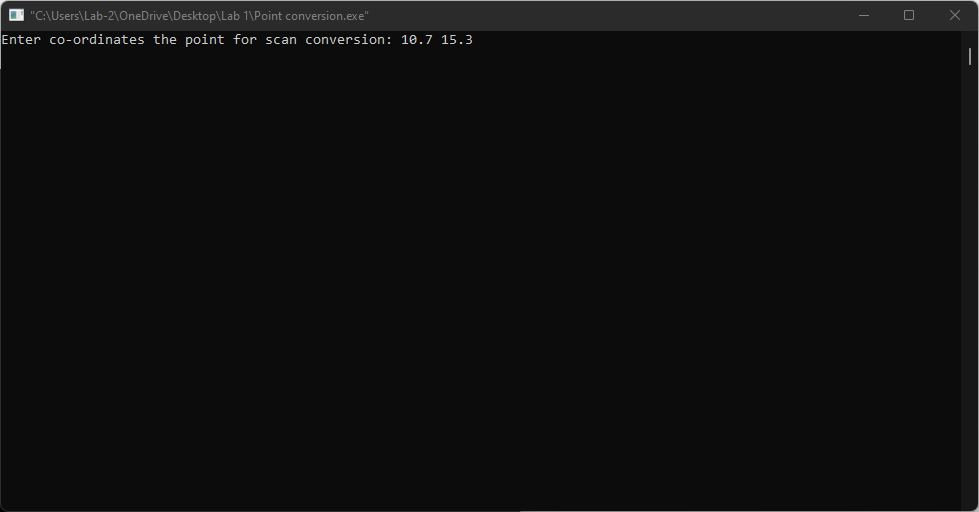 "C:\Users\Lab-2\OneDrive\Desktop\Lab 1\Point conversion.exe"
Enter co-ordinates the point for scan conversion: 10.7 15.3